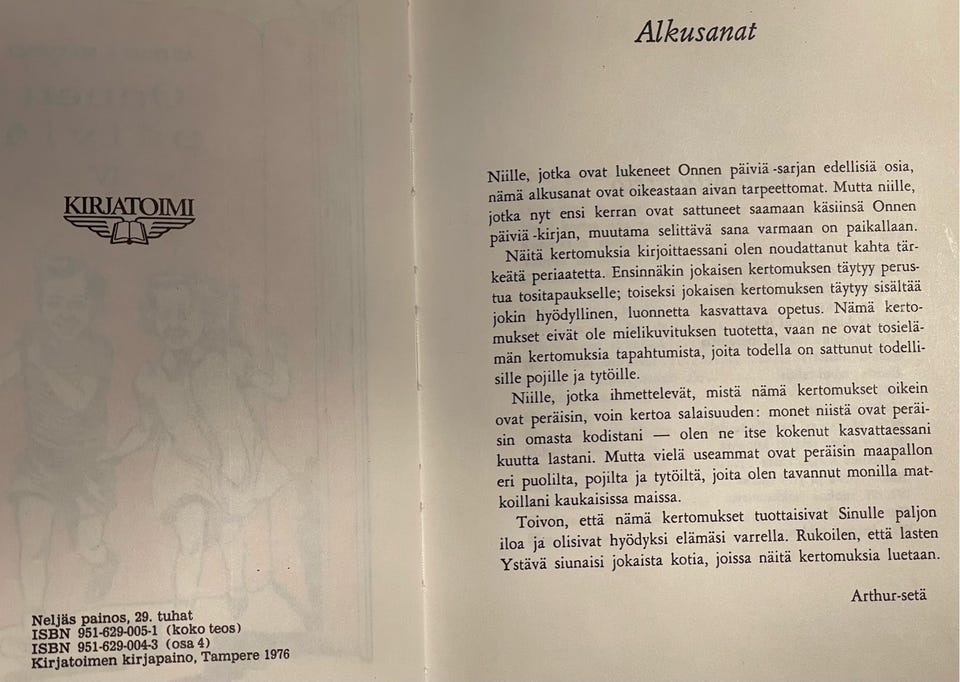 KIRJATOIMI
Neljäs painos, 29. tuhat
ISBN 951-629-005-1 (koko teos)
ISBN 951-629-004-3 (osa 4)
Kirjatoimen kirjapaino, Tampere 1976
Alkusanat
Niille, jotka ovat lukeneet Onnen päiviä -sarjan edellisiä osia,
nämä alkusanat ovat oikeastaan aivan tarpeettomat. Mutta niille,
jotka nyt ensi kerran ovat sattuneet saamaan käsiinsä Onnen
päiviä -kirjan, muutama selittävä sana varmaan on paikallaan.
Näitä kertomuksia kirjoittaessani olen noudattanut kahta tär-
keätä periaatetta. Ensinnäkin jokaisen kertomuksen täytyy perus-
tua tositapaukselle; toiseksi jokaisen kertomuksen täytyy sisältää
jokin hyödyllinen, luonnetta kasvattava opetus. Nämä kerto-
mukset eivät ole mielikuvituksen tuotetta, vaan ne ovat tosielä-
män kertomuksia tapahtumista, joita todella on sattunut todelli-
sille pojille ja tytöille.
Niille, jotka ihmettelevät, mistä nämä kertomukset oikein
ovat peräisin, voin kertoa salaisuuden: monet niistä ovat peräi-
sin omasta kodistani — olen ne itse kokenut kasvattaessani
kuutta lastani. Mutta vielä useammat ovat peräisin maapallon
eri puolilta, pojilta ja tytöiltä, joita olen tavannut monilla mat-
koillani kaukaisissa maissa.
Toivon, että nämä kertomukset tuottaisivat Sinulle paljon
iloa ja olisivat hyödyksi elämäsi varrella. Rukoilen, että lasten
Ystävä siunaisi jokaista kotia, joissa näitä kertomuksia luetaan.
Arthur-setä